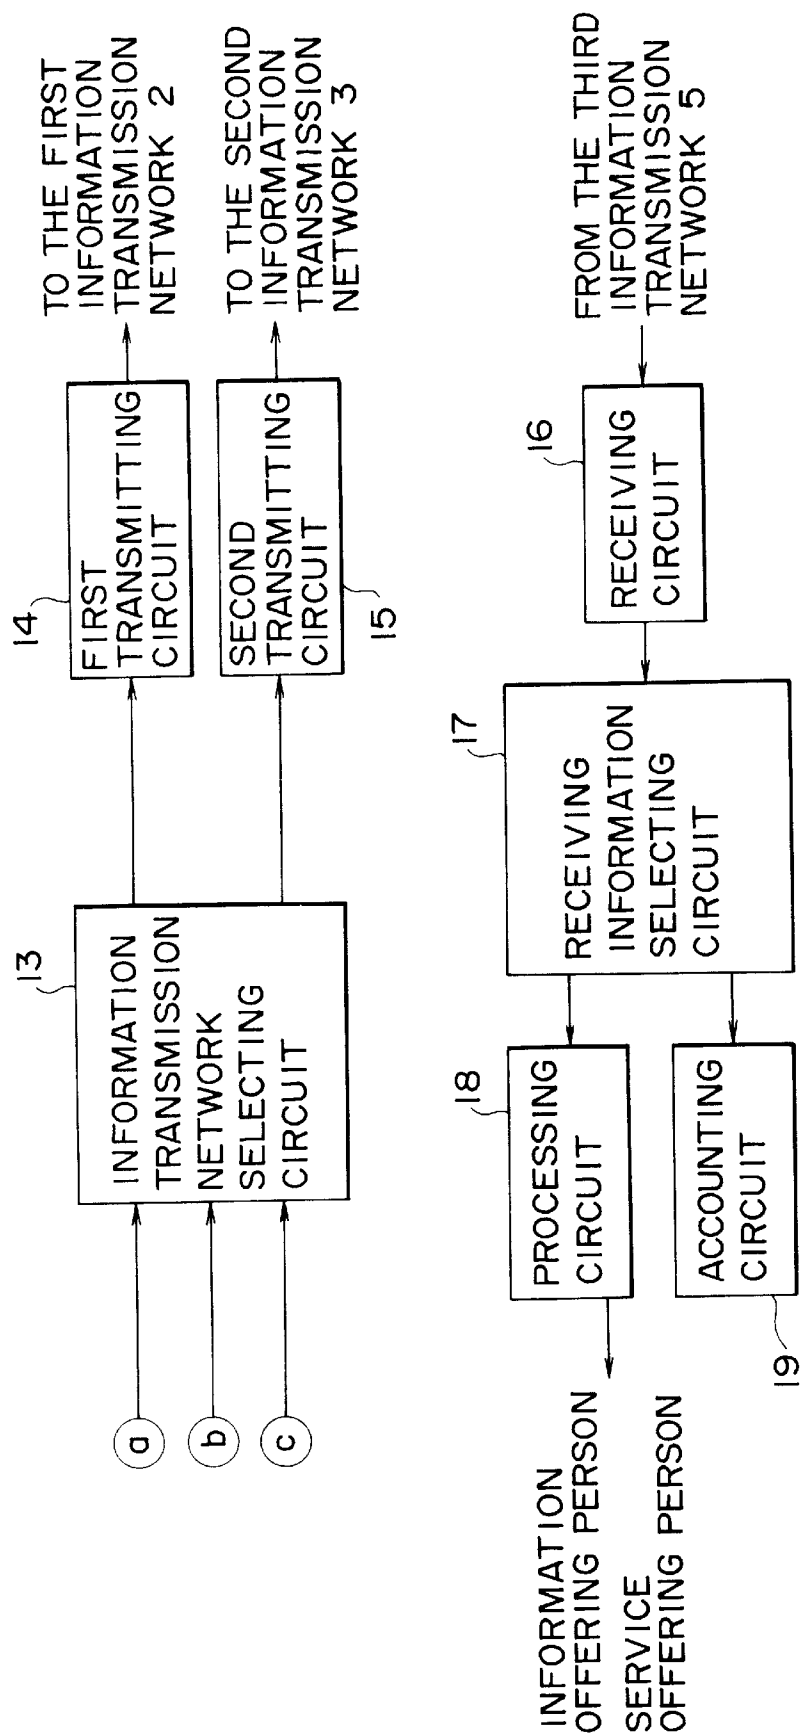 a
b
c
13
INFORMATION
TRANSMISSION
NETWORK
SELECTING
CIRCUIT
14
FIRST
TRANSMITTING
CIRCUIT
TO THE FIRST
INFORMATION
TRANSMISSION
NETWORK 2
SECOND
TRANSMITTING
CIRCUIT
15
TO THE SECOND
INFORMATION
TRANSMISSION
NETWORK 3
INFORMATION
OFFERING PERSON
SERVICE
OFFERING PERSON
18
PROCESSING
CIRCUIT
ACCOUNTING
CIRCUIT
19
17
RECEIVING
INFORMATION
SELECTING
CIRCUIT
16
RECEIVING
CIRCUIT
FROM THE THIRD
INFORMATION
TRANSMISSION
NETWORK 5